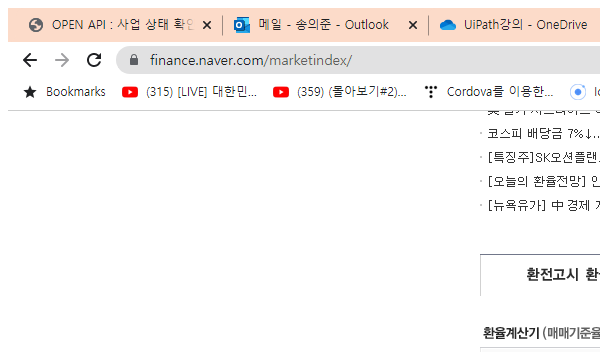 OPEN API : 사업 상태 확인
메일 - 송의준 - Outlook
UiPath강의 - OneDrive
finance.naver.com/marketindex/
Bookmarks
(315) [LIVE] 대한민...
(359) (몰아보기#2)...
Cordova를 이용한...
코스피 배당금 7%↓..
[특징주]SK오션플랜
[오늘의 환율전망]
[뉴욕유가] 中 경제
환전고시 환
환율계산기 (매매기준율